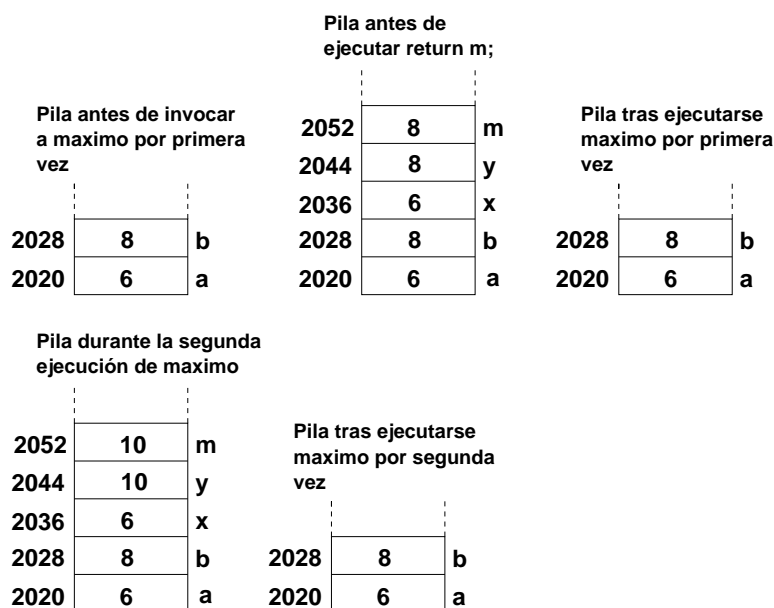 Pila antes de
ejecutar return m;
Pila antes de invocar
a maximo por primera
vez
2028 8 b
2020 6 a
2052 8 m
2044 8 y
2036 6 x
2028 8 b
2020 6 a
Pila tras ejecutarse
maximo por primera
vez
2028 8 b
2020 6 a
Pila durante la segunda
ejecución de maximo
2052 10 m
2044 10 y
2036 6 x
2028 8 b
2020 6 a
Pila tras ejecutarse
maximo por segunda
vez
2028 8 b
2020 6 a